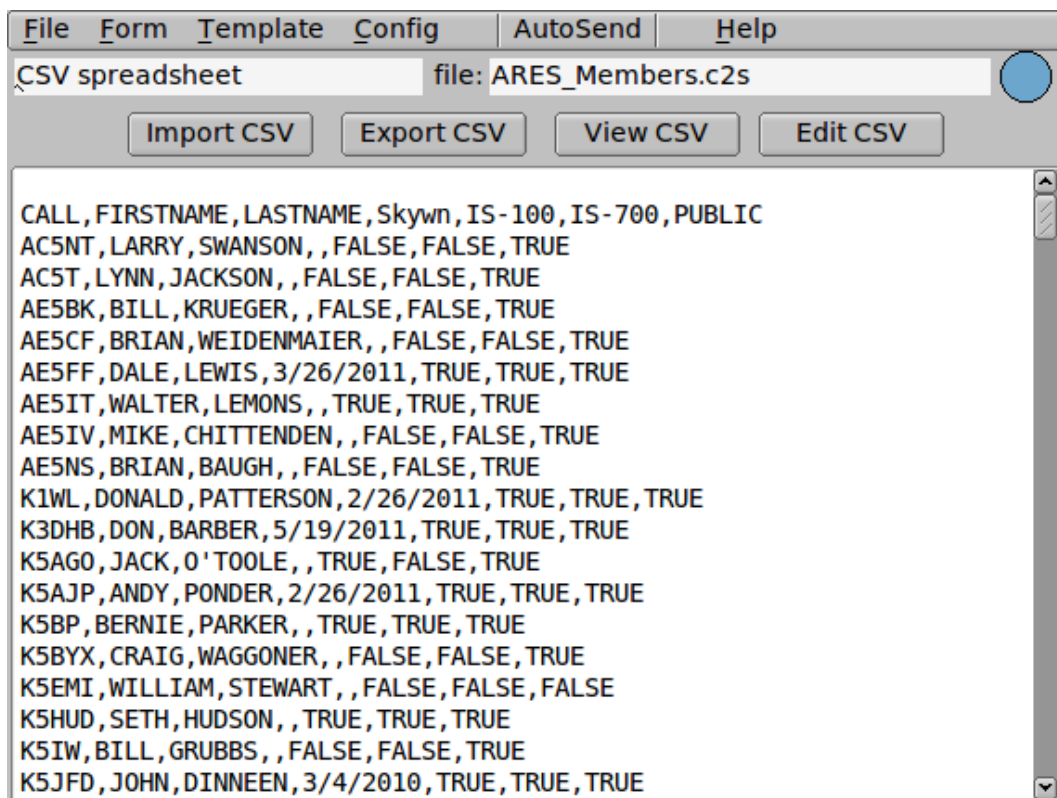 File Form Template Config AutoSend Help
CSV spreadsheet file: ARES_Members.c2s
Import CSV Export CSV View CSV Edit CSV
CALL,FIRSTNAME,LASTNAME,Skywn,IS-100,IS-700,PUBLIC
AC5NT,LARRY,SWANSON,,FALSE,FALSE,TRUE
AC5T,LYNN,JACKSON,,FALSE,FALSE,TRUE
AE5BK,BILL,KRUEGER,,FALSE,FALSE,TRUE
AE5CF,BRIAN,WEIDENMAIER,,FALSE,FALSE,TRUE
AE5FF,DALE,LEWIS,3/26/2011,TRUE,TRUE,TRUE
AE5IT,WALTER,LEMONS,,TRUE,TRUE,TRUE
AE5IV,MIKE,CHITTENDEN,,FALSE,FALSE,TRUE
AE5NS,BRIAN,BAUGH,,FALSE,FALSE,TRUE
K1WL,DONALD,PATTERSON,2/26/2011,TRUE,TRUE,TRUE
K3DHB,DON,BARBER,5/19/2011,TRUE,TRUE,TRUE
K5AGO,JACK,O'TOOLE,,TRUE,FALSE,TRUE
K5AJP,ANDY,PONDER,2/26/2011,TRUE,TRUE,TRUE
K5BP,BERNIE,PARKER,,TRUE,TRUE,TRUE
K5BYX,CRAIG,WAGGONER,,FALSE,FALSE,TRUE
K5EMI,WILLIAM,STEWART,,FALSE,FALSE,FALSE
K5HUD,SETH,HUDSON,,TRUE,TRUE,TRUE
K5IW,BILL,GRUBBS,,FALSE,FALSE,TRUE
K5JFD,JOHN,DINNEEN,3/4/2010,TRUE,TRUE,TRUE